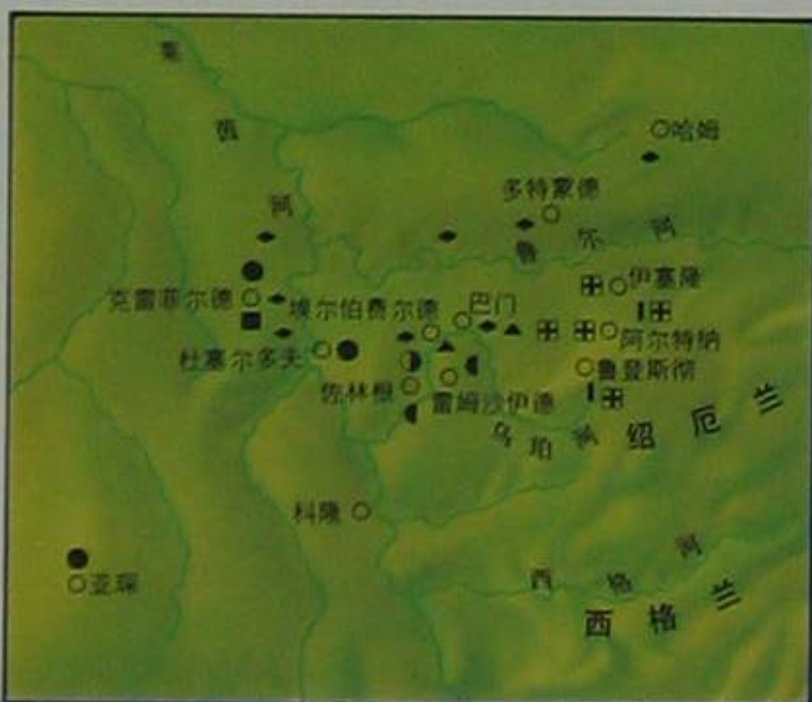 莱茵河
哈姆
多特蒙德
鲁尔河
伊塞隆
克雷菲尔德
埃尔伯费尔德
巴门
阿尔特纳
杜塞尔多夫
鲁登斯彻
佐林根
雷姆沙伊德
乌珀河
绍厄兰
科隆
西格河
亚琛
西格兰